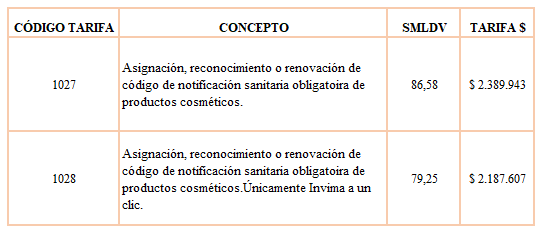 CÓDIGO TARIFA CONCEPTO SMLDV TARIFA $
Asignación, reconocimiento o renovación de
1027 código de notificación sanitaria obligatoira de 86,58 $ 2.389.943
productos cosméticos.
Asignación, reconocimiento o renovación de
código de notificación sanitaria obligatoira de
1028 79,25 $ 2.187.607
productos cosméticos.Únicamente Invima a un
clic.